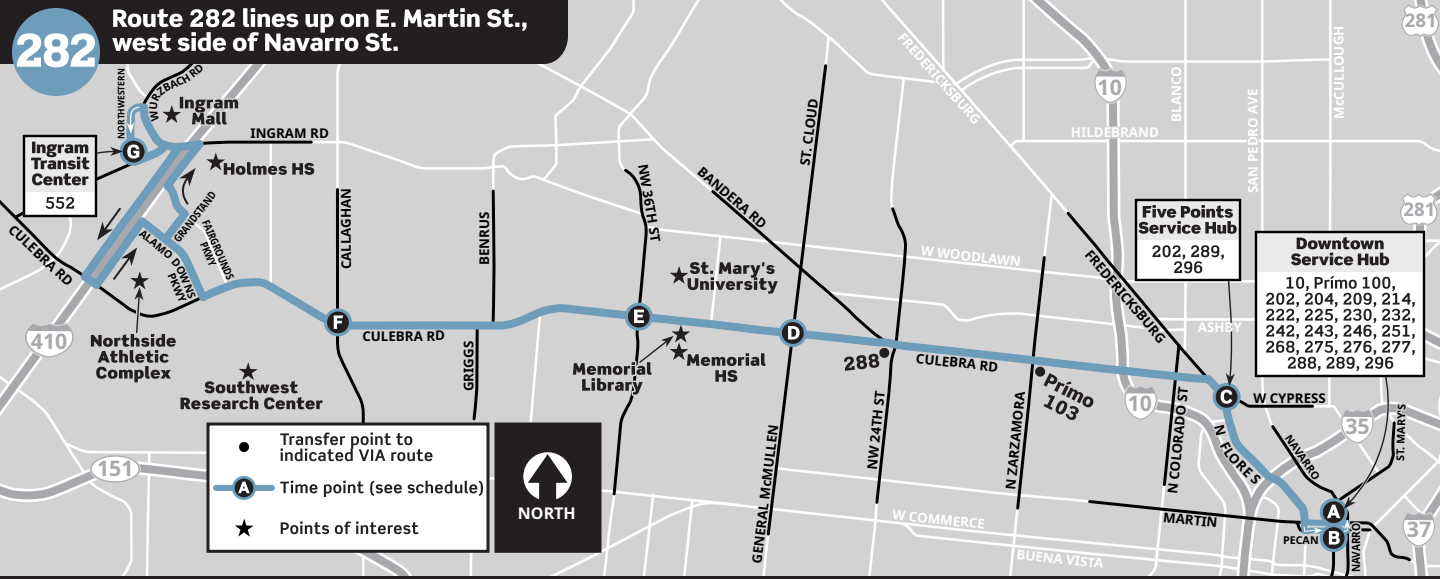 282
Route 282 lines up on E. Martin St.,
west side of Navarro St.
NORTHWESTERN
WURZBACH RD
Ingram
Mall
INGRAM RD
G
Ingram
Transit
Center
552
Holmes HS
GRANDSTAND
FAIRGROUNDS
PKWY
ALAMO DOWNS
PKWY
CULEBRA RD
410
Northside
Athletic
Complex
Southwest
Research Center
151
CALLAGHAN
F
CULEBRA RD
BENRUS
GRIGGS
NW 36TH ST
E
St. Mary's
University
Memorial
Library
Memorial
HS
BANDERA RD
ST. CLOUD
D
GENERAL McMULLEN
288
NW 24TH ST
CULEBRA RD
W WOODLAWN
Prímo
103
N ZARZAMORA
FREDERICKSBURG
FREDERICKSBURG
10
HILDEBRAND
BLANCO
SAN PEDRO AVE
McCULLOUGH
281
281
ASHBY
Five Points
Service Hub
202, 289,
296
Downtown
Service Hub
10, Prímo 100,
202, 204, 209, 214,
222, 225, 230, 232,
242, 243, 246, 251,
268, 275, 276, 277,
288, 289, 296
C
W CYPRESS
10
N COLORADO ST
N FLORES
NAVARRO
35
ST. MARY'S
MARTIN
A
B
PECAN
NAVARRO
37
W COMMERCE
BUENA VISTA
Transfer point to
indicated VIA route
A
Time point (see schedule)
Points of interest
NORTH